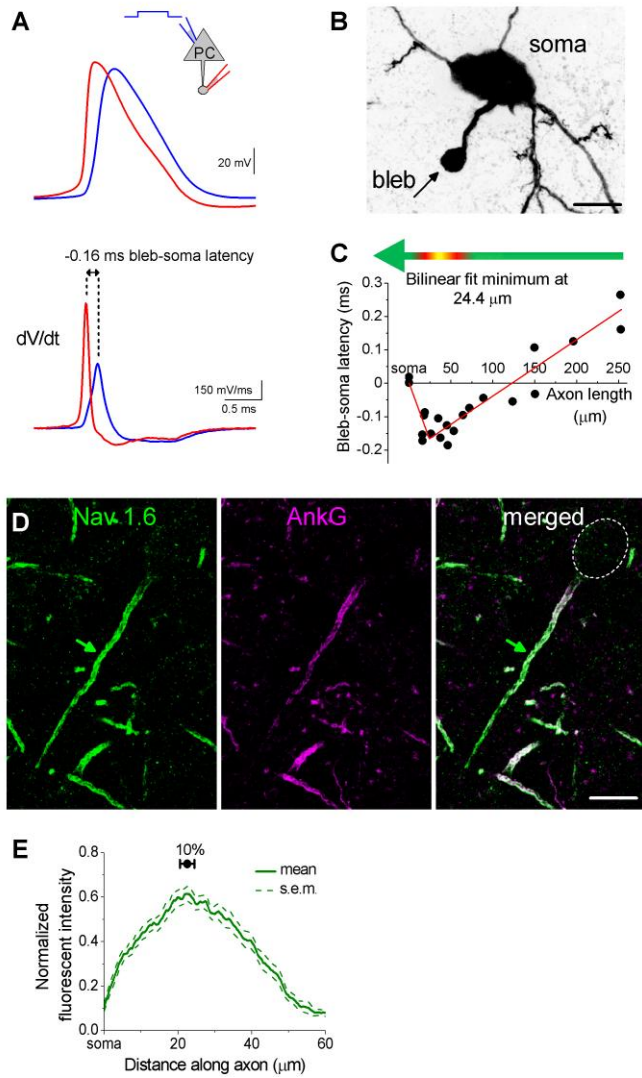 A
PC
20 mV
-0.16 ms bleb-soma latency
dV/dt
150 mV/ms
0.5 ms
B
soma
bleb
C
Bilinear fit minimum at
24.4 μm
Bleb-soma latency (ms)
0.3
0.2
0.1
0
-0.1
-0.2
soma
50
100
150
200
250
Axon length
(μm)
D
Nav 1.6
AnkG
merged
E
10%
mean
s.e.m.
Normalized
fluorescent intensity
0.8
0.6
0.4
0.2
0.0
soma
20
40
60
Distance along axon (μm)